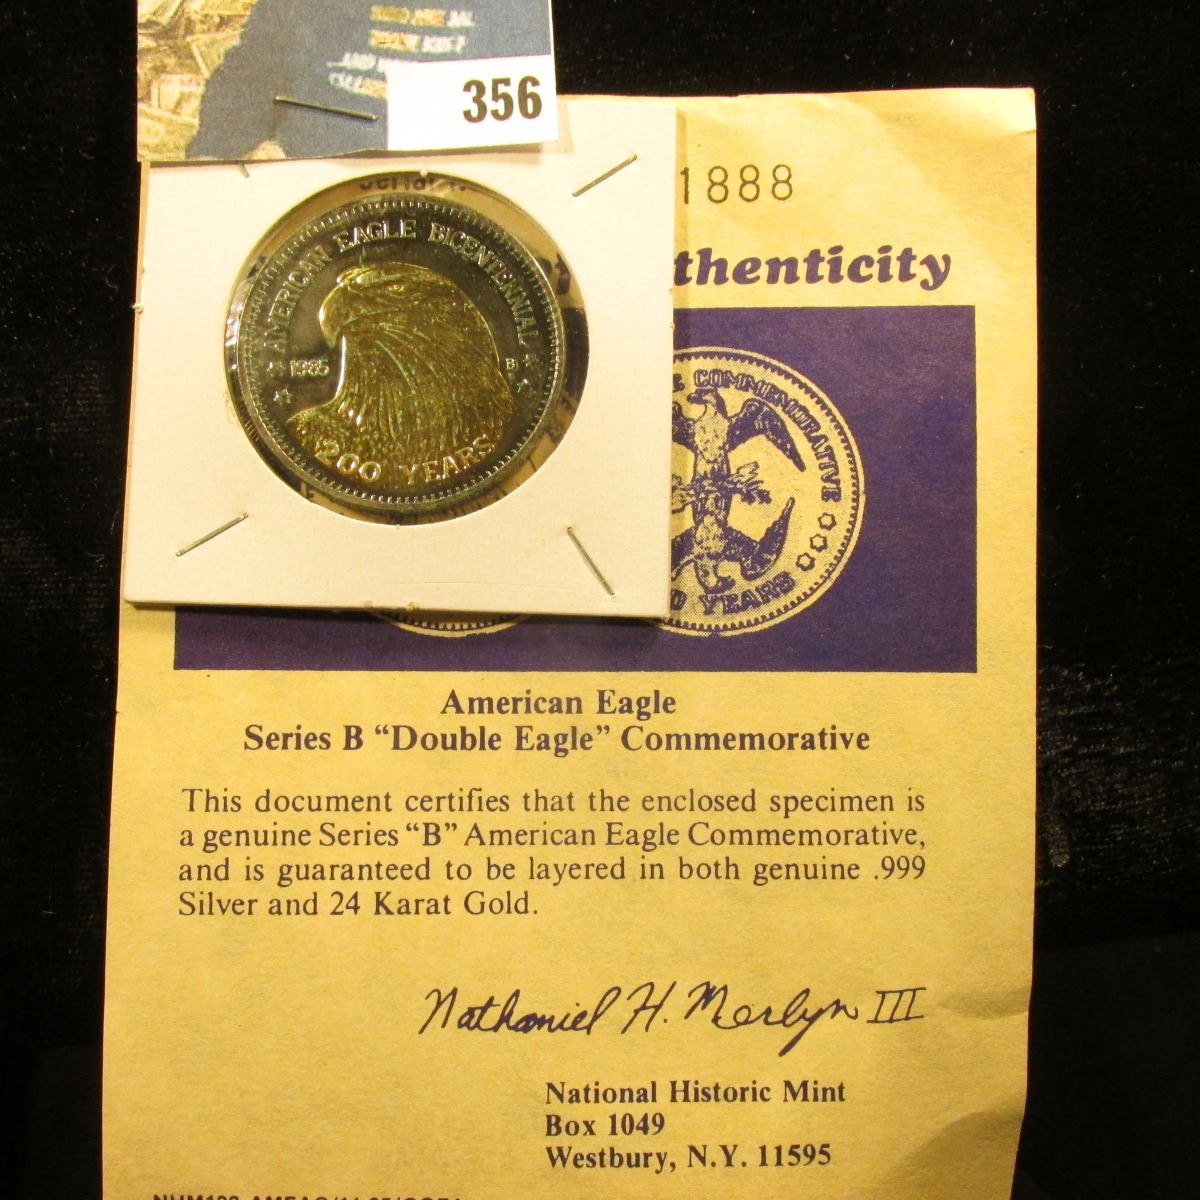 356
1888
thenticity
AMERICAN EAGLE BICENTENNIAL
1985
B
200 YEARS
COMMEMORATIVE
YEARS
American Eagle
Series B “Double Eagle” Commemorative
This document certifies that the enclosed specimen is
a genuine Series “B” American Eagle Commemorative,
and is guaranteed to be layered in both genuine .999
Silver and 24 Karat Gold.
Nathaniel H. Merlyn III
National Historic Mint
Box 1049
Westbury, N.Y. 11595